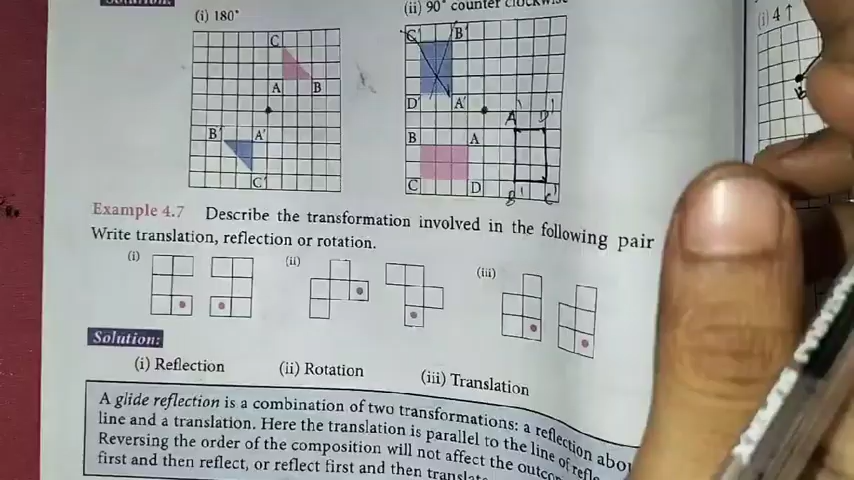 Solution:
(i) 180°
(ii) 90° counter clockwise
C
A
B
B'
A'
C'
C'
B'
D'
A'
B
A
C
D
A'
D'
B'
C'
(i) 4 ↑
Example 4.7 Describe the transformation involved in the following pair
Write translation, reflection or rotation.
(i)
(ii)
(iii)
Solution:
(i) Reflection
(ii) Rotation
(iii) Translation
A glide reflection is a combination of two transformations: a reflection abou
line and a translation. Here the translation is parallel to the line of refle
Reversing the order of the composition will not affect the outco
first and then reflect, or reflect first and then translat